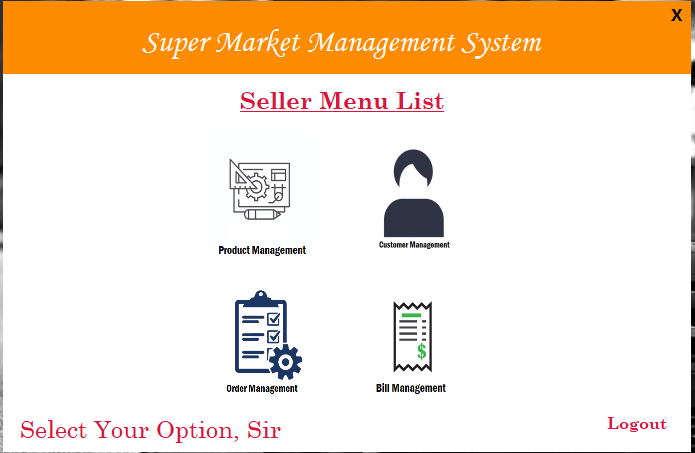 X
Super Market Management System
Seller Menu List
Product Management
Customer Management
$
Order Management
Bill Management
Select Your Option, Sir
Logout